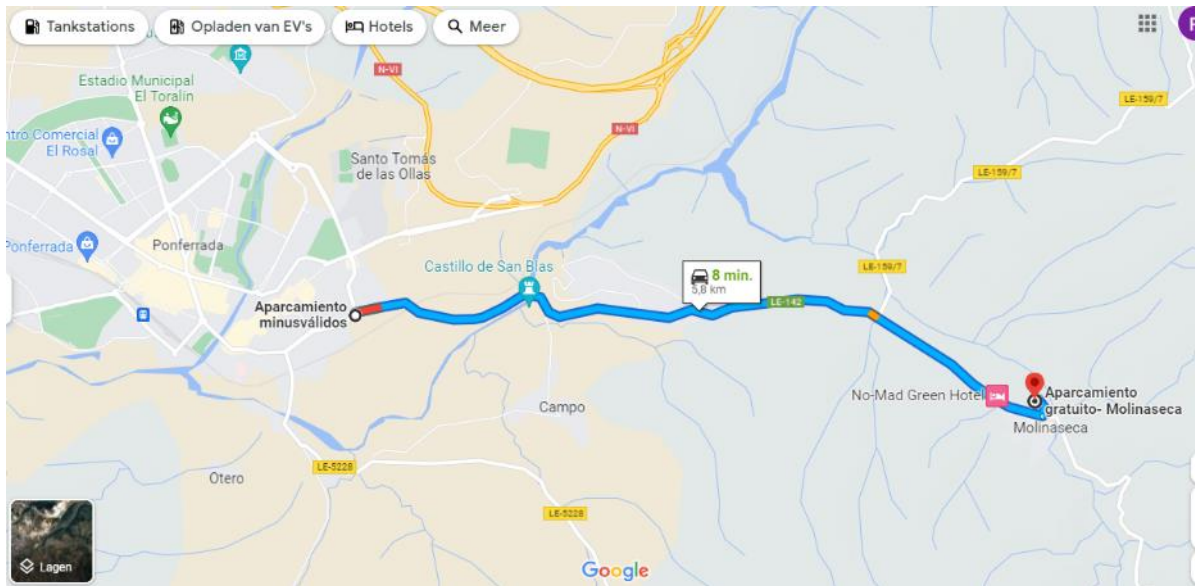 Tankstations
Opladen van EV's
Hotels
Meer
Estadio Municipal
El Toralín
N-VI
LE-159/7
ntro Comercial
El Rosal
N-VI
Santo Tomás
de las Ollas
LE-159/7
Ponferrada
Ponferrada
Castillo de San Blas
LE-159/7
8 min.
5,8 km
LE-142
Aparcamiento
minusválidos
No-Mad Green Hotel
Aparcamiento
gratuito- Molinaseca
Molinaseca
Campo
LE-5228
Otero
LE-5228
Lagen
Google